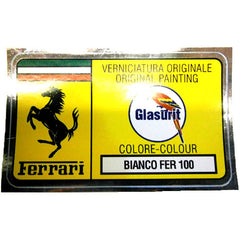 VERNICIATURA ORIGINALE
ORIGINAL PAINTING
Glasurit
COLORE-COLOUR
BIANCO FER 100
Ferrari